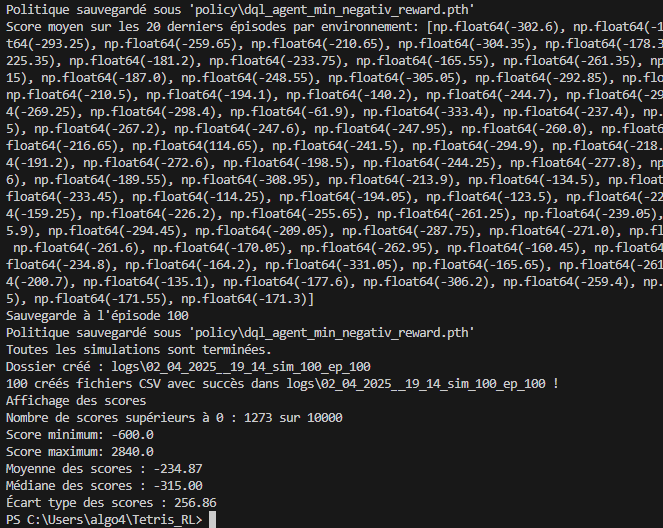 Politique sauvegardé sous 'policy\dql_agent_min_negativ_reward.pth'
Score moyen sur les 20 derniers épisodes par environnement: [np.float64(-302.6), np.float64(-1
t64(-293.25), np.float64(-259.65), np.float64(-210.65), np.float64(-304.35), np.float64(-178.3
225.35), np.float64(-181.2), np.float64(-233.75), np.float64(-165.55), np.float64(-261.35), np
15), np.float64(-187.0), np.float64(-248.55), np.float64(-305.05), np.float64(-292.85), np.flo
np.float64(-210.5), np.float64(-194.1), np.float64(-140.2), np.float64(-244.7), np.float64(-29
4(-269.25), np.float64(-298.4), np.float64(-61.9), np.float64(-333.4), np.float64(-237.4), np.
5), np.float64(-267.2), np.float64(-247.6), np.float64(-247.95), np.float64(-260.0), np.float6
float64(-216.65), np.float64(114.65), np.float64(-241.5), np.float64(-294.9), np.float64(-218.
4(-191.2), np.float64(-272.6), np.float64(-198.5), np.float64(-244.25), np.float64(-277.8), np
6), np.float64(-189.55), np.float64(-308.95), np.float64(-213.9), np.float64(-134.5), np.float
float64(-233.45), np.float64(-114.25), np.float64(-194.05), np.float64(-123.5), np.float64(-22
4(-159.25), np.float64(-226.2), np.float64(-255.65), np.float64(-261.25), np.float64(-239.05),
5.9), np.float64(-294.45), np.float64(-209.05), np.float64(-287.75), np.float64(-271.0), np.fl
np.float64(-261.6), np.float64(-170.05), np.float64(-262.95), np.float64(-160.45), np.float64
float64(-234.8), np.float64(-164.2), np.float64(-331.05), np.float64(-165.65), np.float64(-261
4(-200.7), np.float64(-135.1), np.float64(-177.6), np.float64(-306.2), np.float64(-259.4), np.
5), np.float64(-171.55), np.float64(-171.3)]
Sauvegarde à l'épisode 100
Politique sauvegardé sous 'policy\dql_agent_min_negativ_reward.pth'
Toutes les simulations sont terminées.
Dossier créé : logs\02_04_2025__19_14_sim_100_ep_100
100 créés fichiers CSV avec succès dans logs\02_04_2025__19_14_sim_100_ep_100 !
Affichage des scores
Nombre de scores supérieurs à 0 : 1273 sur 10000
Score minimum: -600.0
Score maximum: 2840.0
Moyenne des scores : -234.87
Médiane des scores : -315.00
Écart type des scores : 256.86
PS C:\Users\algo4\Tetris_RL>